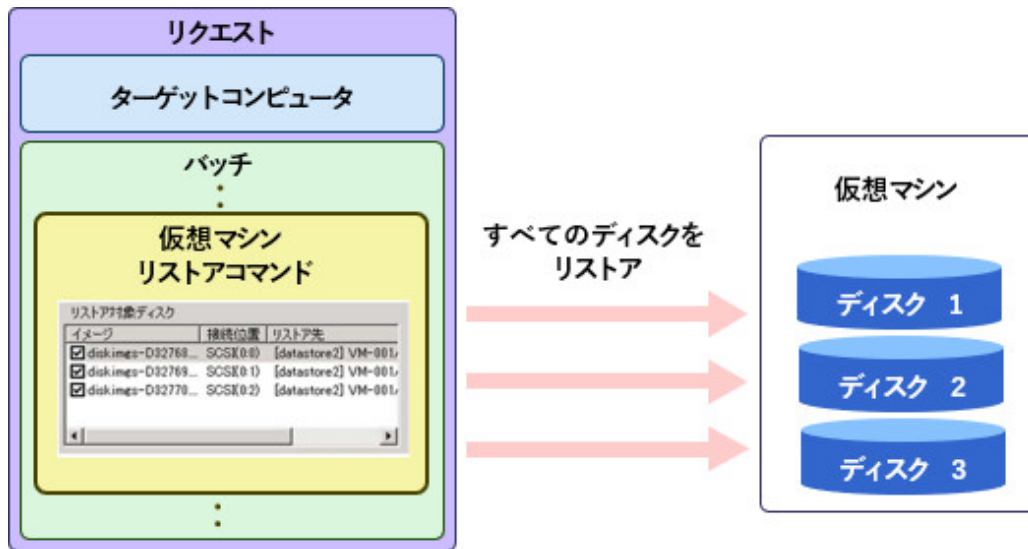 リクエスト
ターゲットコンピュータ
バッチ
仮想マシン
リストアコマンド
リストア対象ディスク
イメージ 接続位置 リストア先
diskimgs-D32768... SCSI(0:0) [datastore2] VM-001/
diskimgs-D32769... SCSI(0:1) [datastore2] VM-001/
diskimgs-D32770... SCSI(0:2) [datastore2] VM-001/
すべてのディスクを
リストア
仮想マシン
ディスク 1
ディスク 2
ディスク 3